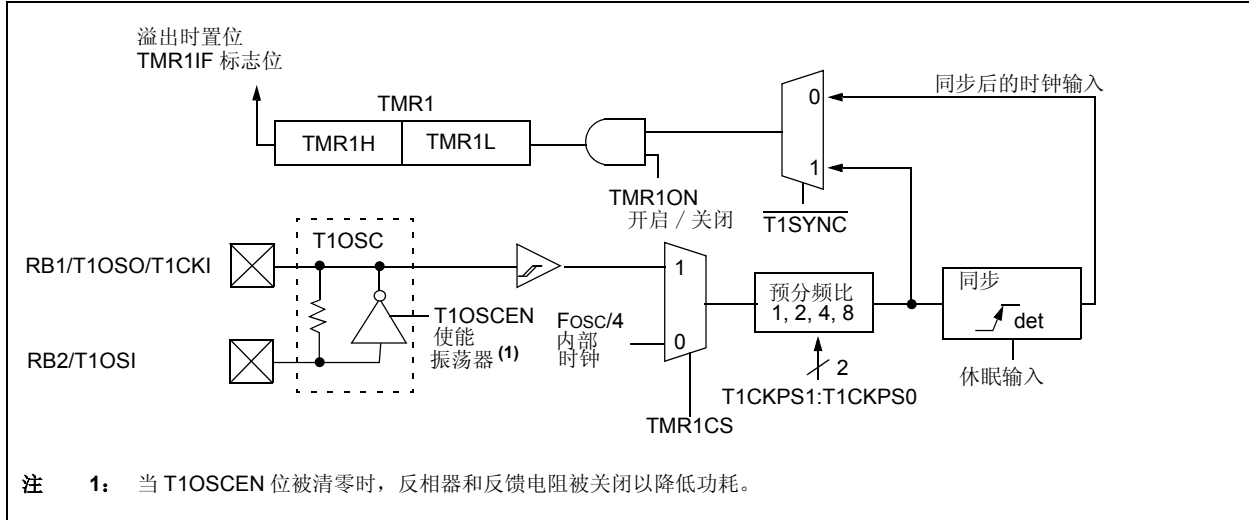 溢出时置位
TMR1IF 标志位
TMR1
TMR1H
TMR1L
TMR1ON
开启 / 关闭
0
1
T1SYNC
同步后的时钟输入
T1OSC
RB1/T1OSO/T1CKI
RB2/T1OSI
T1OSCEN
使能
振荡器 (1)
FOSC/4
内部
时钟
1
0
TMR1CS
预分频比
1, 2, 4, 8
2
T1CKPS1:T1CKPS0
同步
det
休眠输入
注 1: 当 T1OSCEN 位被清零时，反相器和反馈电阻被关闭以降低功耗。